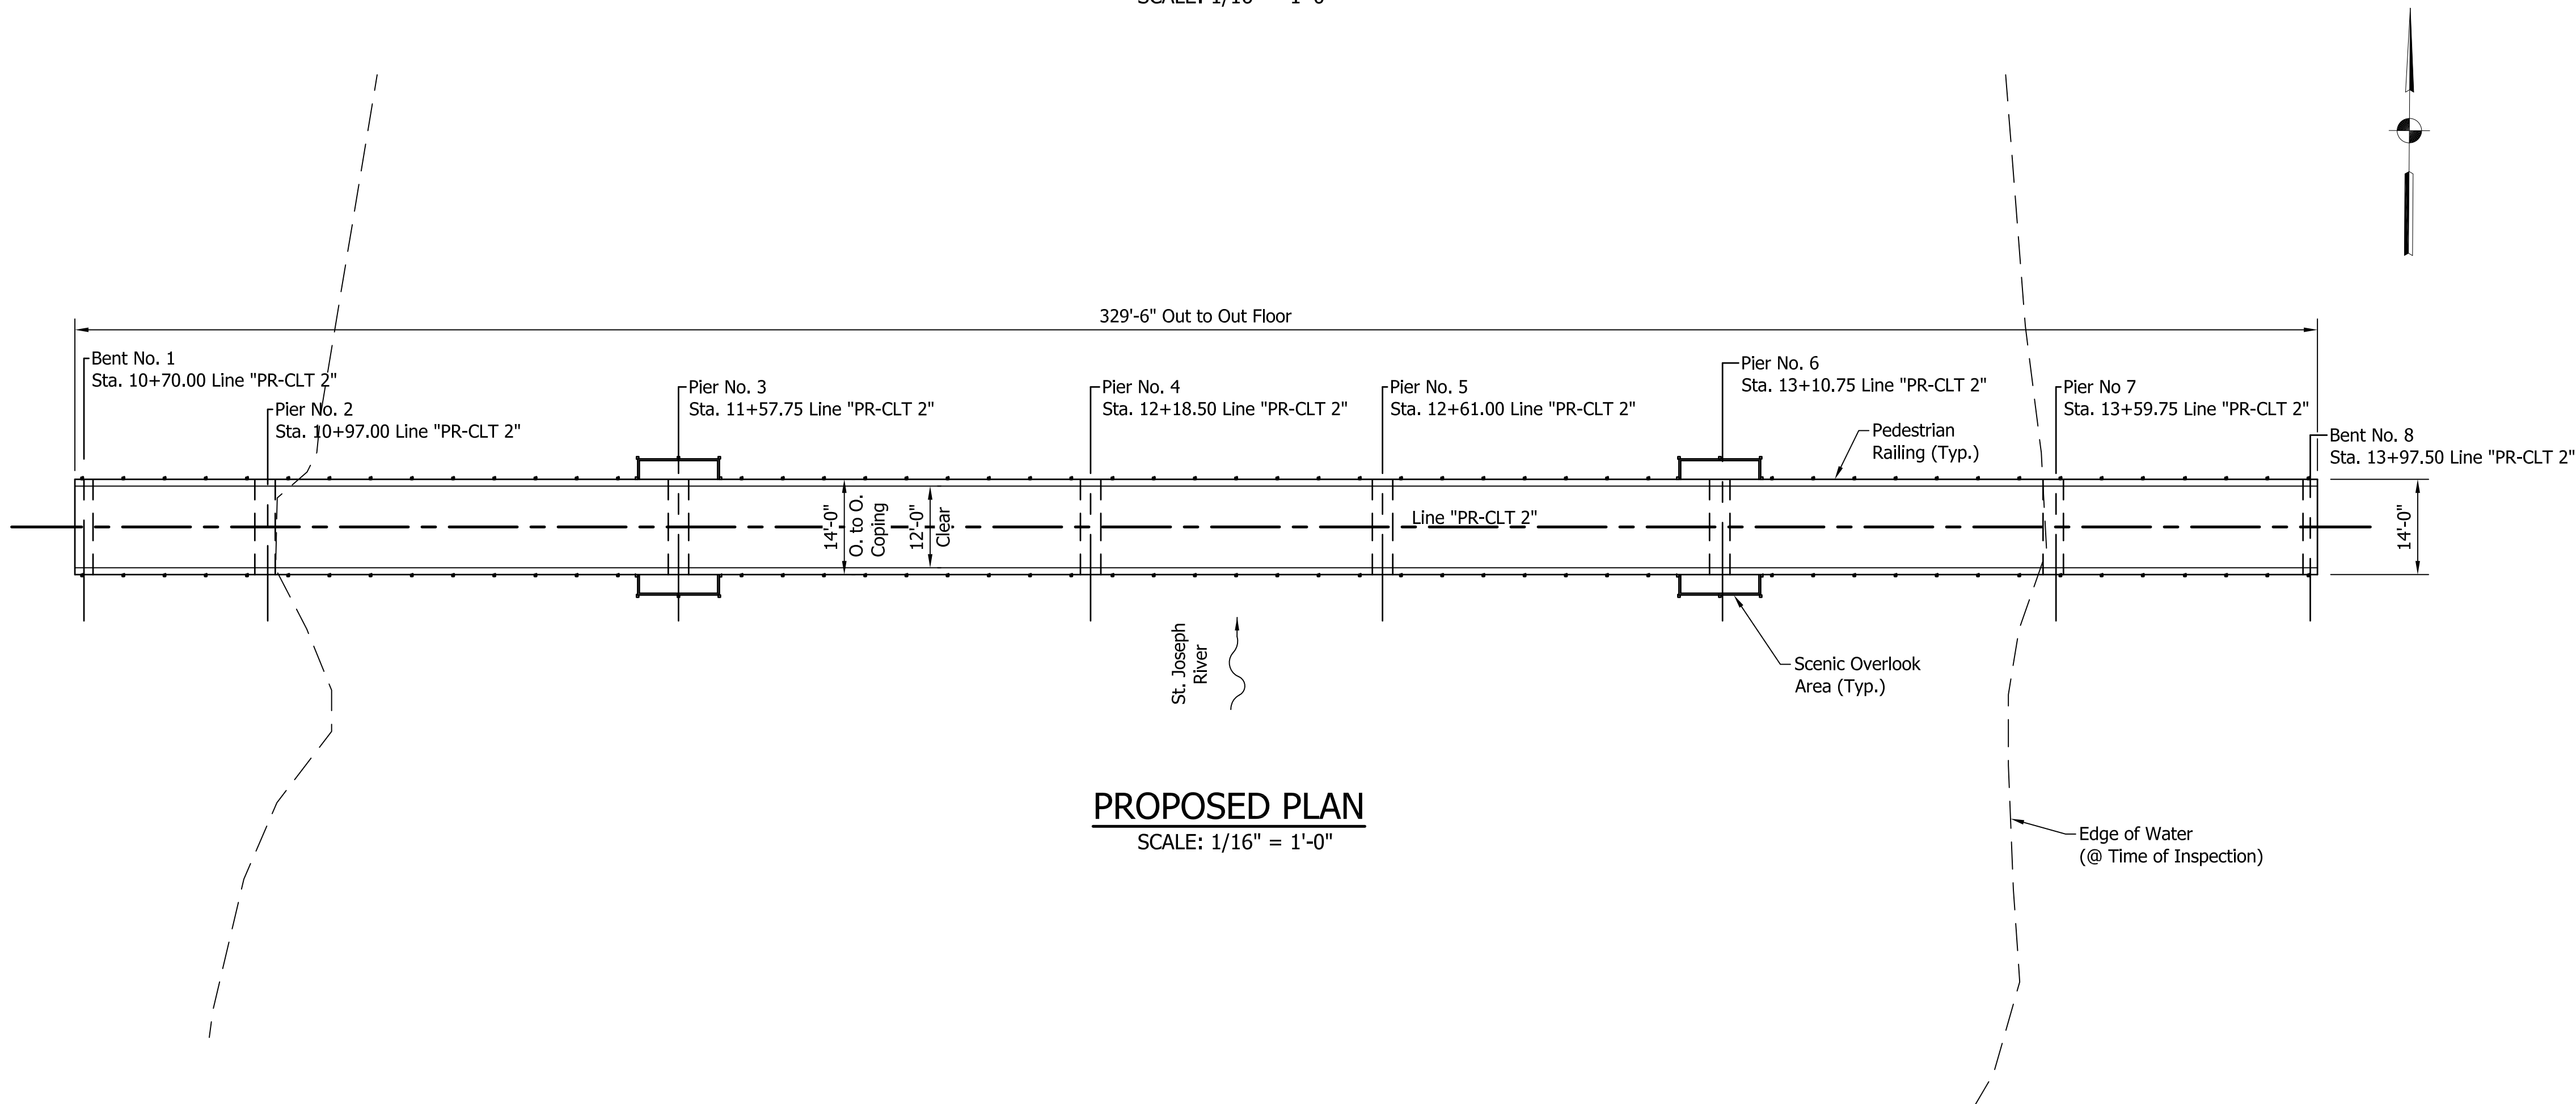 329'-6" Out to Out Floor
Bent No. 1
Sta. 10+70.00 Line "PR-CLT 2"
Pier No. 2
Sta. 10+97.00 Line "PR-CLT 2"
Pier No. 3
Sta. 11+57.75 Line "PR-CLT 2"
Pier No. 4
Sta. 12+18.50 Line "PR-CLT 2"
Pier No. 5
Sta. 12+61.00 Line "PR-CLT 2"
Pier No. 6
Sta. 13+10.75 Line "PR-CLT 2"
Pier No 7
Sta. 13+59.75 Line "PR-CLT 2"
Bent No. 8
Sta. 13+97.50 Line "PR-CLT 2"
Pedestrian
Railing (Typ.)
14'-0"
O. to O.
Coping
12'-0"
Clear
Line "PR-CLT 2"
14'-0"
St. Joseph
River
Scenic Overlook
Area (Typ.)
PROPOSED PLAN
SCALE: 1/16" = 1'-0"
Edge of Water
(@ Time of Inspection)